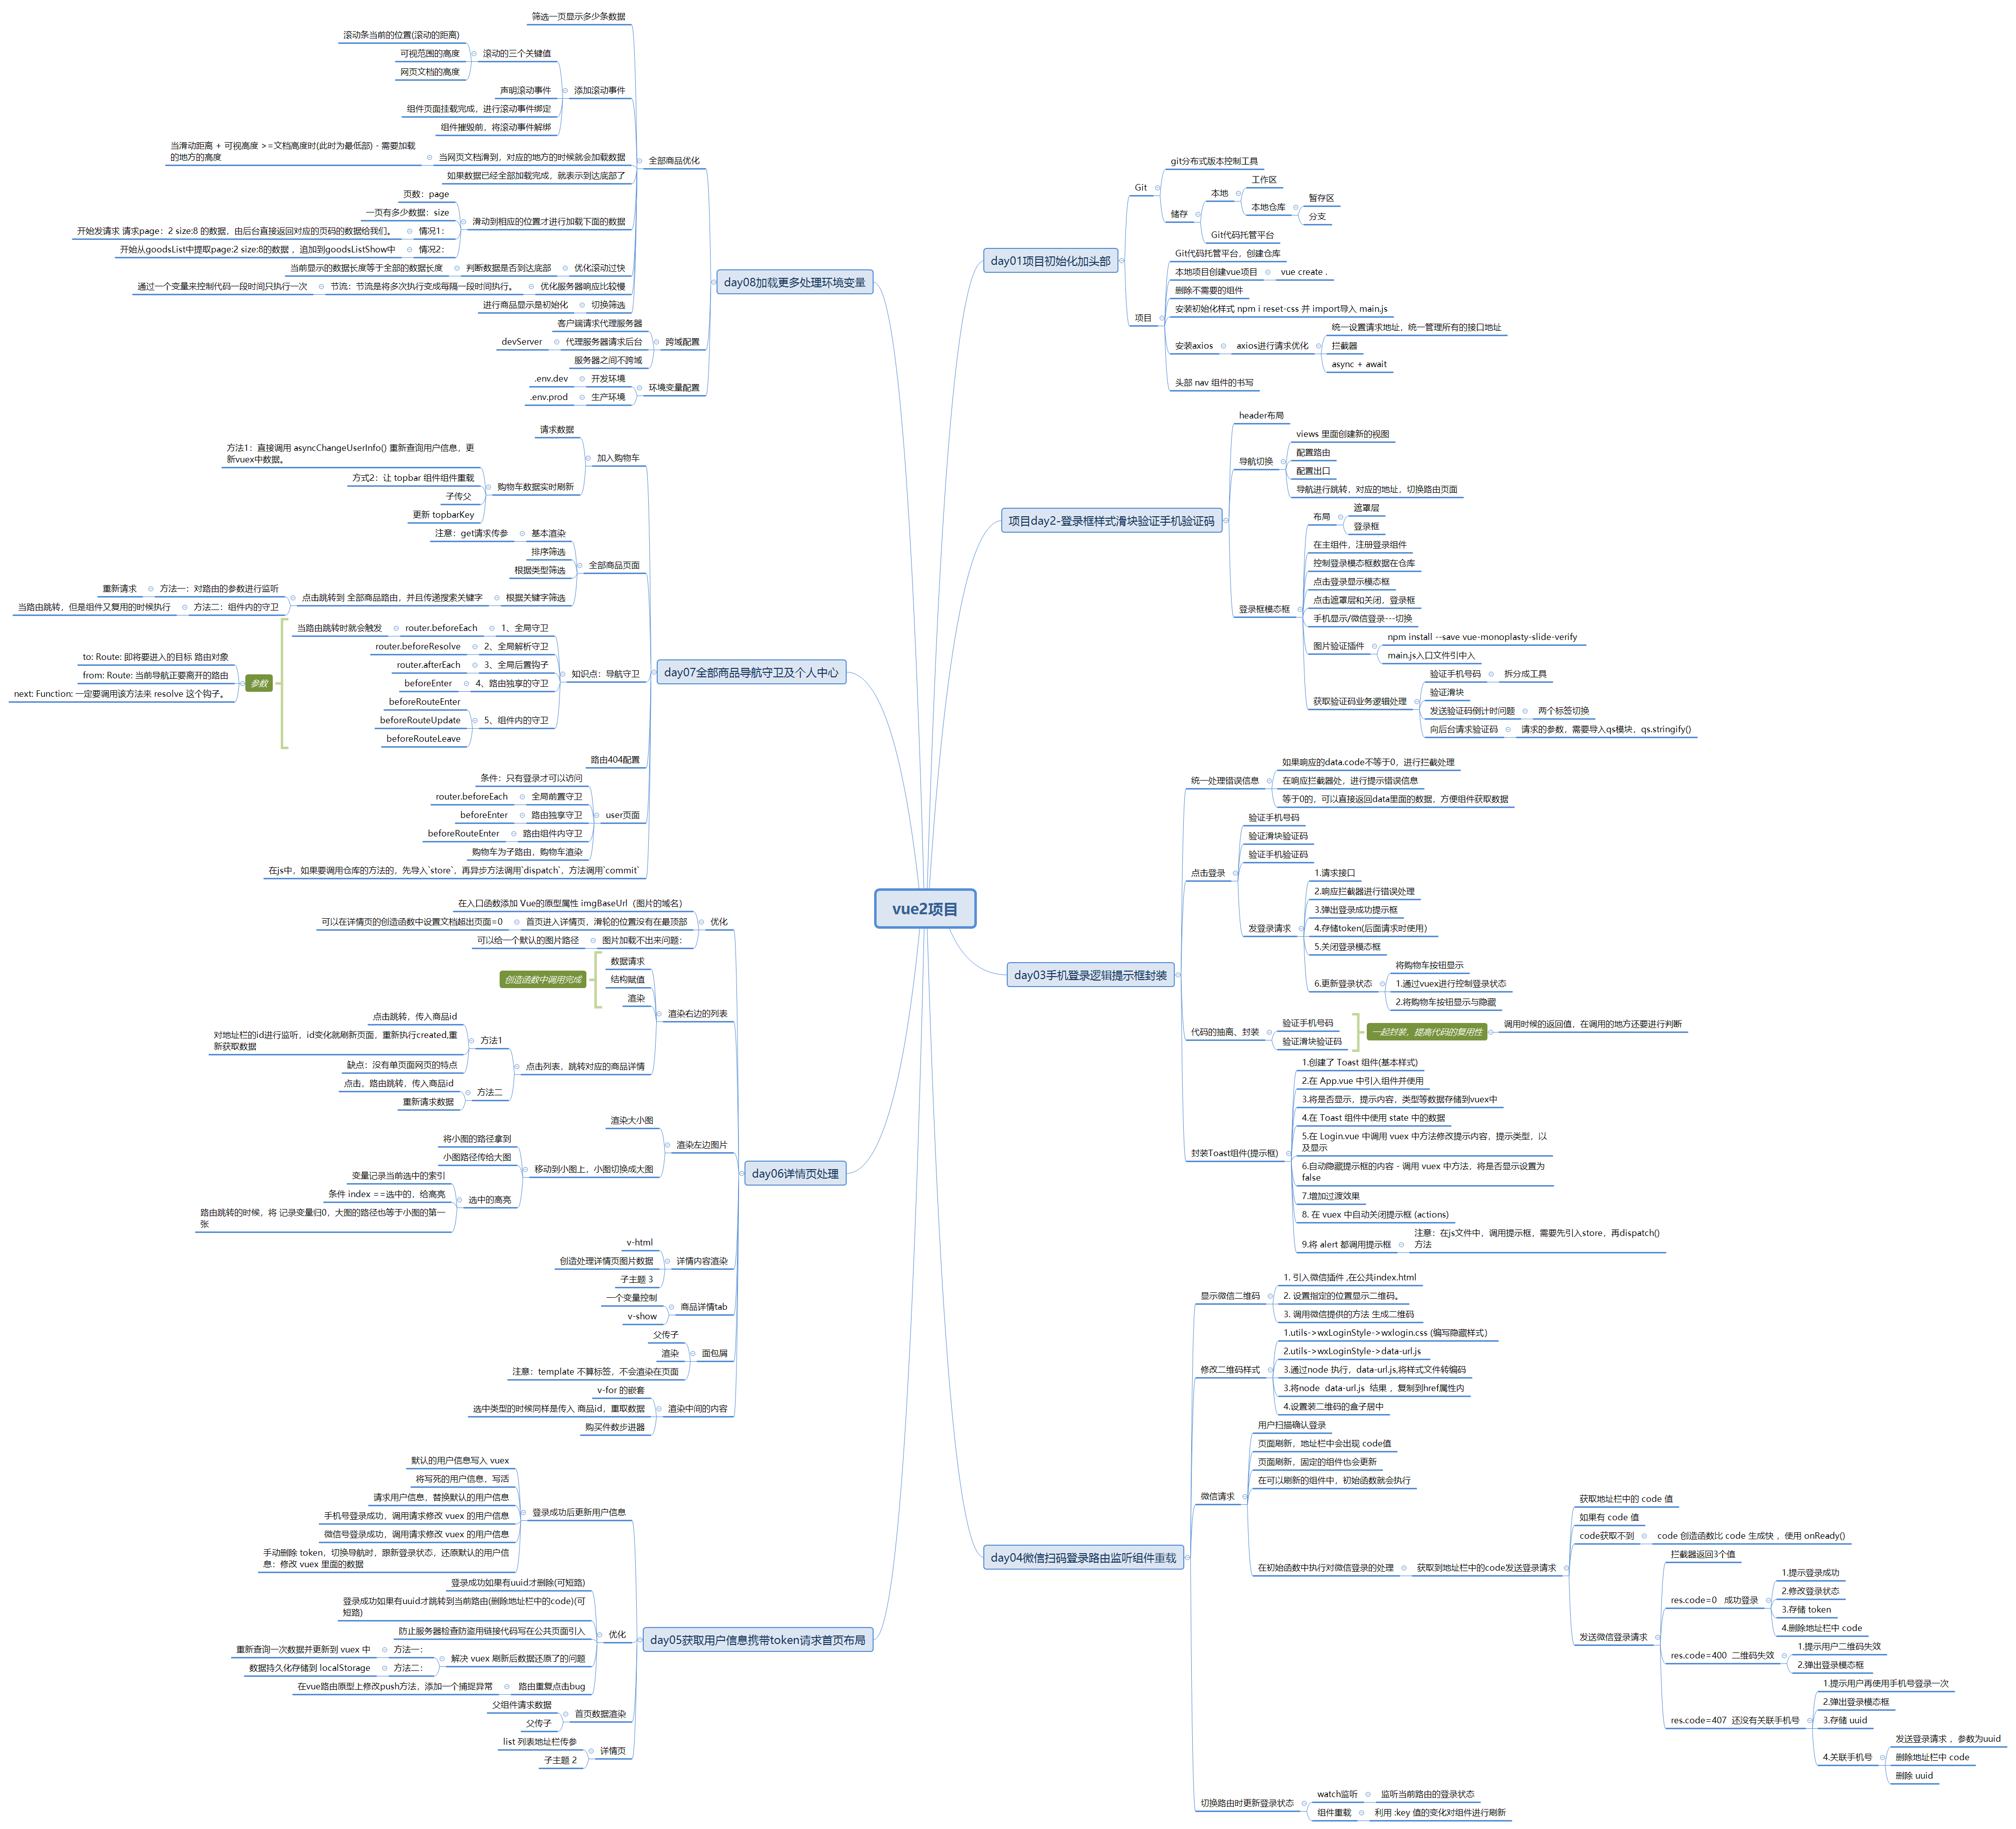 vue2项目
day01项目初始化加头部
Git
git分布式版本控制工具
储存
本地
工作区
本地仓库
暂存区
分支
Git代码托管平台
项目
Git代码托管平台，创建仓库
本地项目创建vue项目
vue create .
删除不需要的组件
安装初始化样式 npm i reset-css 并 import导入 main.js
安装axios
axios进行请求优化
统一设置请求地址，统一管理所有的接口地址
拦截器
async + await
头部 nav 组件的书写
项目day2-登录框样式滑块验证手机验证码
header布局
导航切换
views 里面创建新的视图
配置路由
配置出口
导航进行跳转，对应的地址，切换路由页面
登录框模态框
布局
遮罩层
登录框
在主组件，注册登录组件
控制登录模态框数据在仓库
点击登录显示模态框
点击遮罩层和关闭，登录框
手机显示/微信登录---切换
图片验证插件
npm install --save vue-monoplasty-slide-verify
main.js入口文件引中入
获取验证码业务逻辑处理
验证手机号码
拆分成工具
验证滑块
发送验证码倒计时问题
两个标签切换
向后台请求验证码
请求的参数，需要导入qs模块，qs.stringify()
day03手机登录逻辑提示框封装
统一处理错误信息
如果响应的data.code不等于0，进行拦截处理
在响应拦截器处，进行提示错误信息
等于0的，可以直接返回data里面的数据，方便组件获取数据
点击登录
验证手机号码
验证滑块验证码
验证手机验证码
发登录请求
1.请求接口
2.响应拦截器进行错误处理
3.弹出登录成功提示框
4.存储token(后面请求时使用)
5.关闭登录模态框
6.更新登录状态
将购物车按钮显示
1.通过vuex进行控制登录状态
2.将购物车按钮显示与隐藏
代码的抽离、封装
验证手机号码
验证滑块验证码
一起封装，提高代码的复用性
调用时候的返回值，在调用的地方还要进行判断
封装Toast组件(提示框)
1.创建了 Toast 组件(基本样式)
2.在 App.vue 中引入组件并使用
3.将是否显示，提示内容，类型等数据存储到vuex中
4.在 Toast 组件中使用 state 中的数据
5.在 Login.vue 中调用 vuex 中方法修改提示内容，提示类型，以
及显示
6.自动隐藏提示框的内容 - 调用 vuex 中方法，将是否显示设置为
false
7.增加过渡效果
8. 在 vuex 中自动关闭提示框 (actions)
9.将 alert 都调用提示框
注意：在js文件中，调用提示框，需要先引入store，再dispatch()
方法
day04微信扫码登录路由监听组件重载
显示微信二维码
1. 引入微信插件 ,在公共index.html
2. 设置指定的位置显示二维码。
3. 调用微信提供的方法 生成二维码
修改二维码样式
1.utils->wxLoginStyle->wxlogin.css (编写隐藏样式)
2.utils->wxLoginStyle->data-url.js
3.通过node 执行，data-url.js,将样式文件转编码
3.将node  data-url.js  结果 ，复制到href属性内
4.设置装二维码的盒子居中
微信请求
用户扫描确认登录
页面刷新，地址栏中会出现 code值
页面刷新，固定的组件也会更新
在可以刷新的组件中，初始函数就会执行
在初始函数中执行对微信登录的处理
获取到地址栏中的code发送登录请求
获取地址栏中的 code 值
如果有 code 值
code获取不到
code 创造函数比 code 生成快 ，使用 onReady()
发送微信登录请求
拦截器返回3个值
res.code=0   成功登录
1.提示登录成功
2.修改登录状态
3.存储 token
4.删除地址栏中 code
res.code=400  二维码失效
1.提示用户二维码失效
2.弹出登录模态框
res.code=407  还没有关联手机号
1.提示用户再使用手机号登录一次
2.弹出登录模态框
3.存储 uuid
4.关联手机号
发送登录请求 ，参数为uuid
删除地址栏中 code
删除 uuid
切换路由时更新登录状态
watch监听
监听当前路由的登录状态
组件重载
利用 :key 值的变化对组件进行刷新
day08加载更多处理环境变量
全部商品优化
筛选一页显示多少条数据
添加滚动事件
滚动的三个关键值
滚动条当前的位置(滚动的距离)
可视范围的高度
网页文档的高度
声明滚动事件
组件页面挂载完成，进行滚动事件绑定
组件摧毁前，将滚动事件解绑
当网页文档滑到，对应的地方的时候就会加载数据
当滑动距离 + 可视高度 >=文档高度时(此时为最低部) - 需要加载
的地方的高度
如果数据已经全部加载完成，就表示到达底部了
滑动到相应的位置才进行加载下面的数据
页数：page
一页有多少数据：size
情况1：
开始发请求 请求page：2 size:8 的数据，由后台直接返回对应的页码的数据给我们。
情况2：
开始从goodsList中提取page:2 size:8的数据 ，追加到goodsListShow中
优化滚动过快
判断数据是否到达底部
当前显示的数据长度等于全部的数据长度
优化服务器响应比较慢
节流：节流是将多次执行变成每隔一段时间执行。
通过一个变量来控制代码一段时间只执行一次
切换筛选
进行商品显示是初始化
跨域配置
客户端请求代理服务器
代理服务器请求后台
devServer
服务器之间不跨域
环境变量配置
开发环境
.env.dev
生产环境
.env.prod
day07全部商品导航守卫及个人中心
加入购物车
请求数据
购物车数据实时刷新
方法1：直接调用 asyncChangeUserInfo() 重新查询用户信息，更
新vuex中数据。
方式2：让 topbar 组件组件重载
子传父
更新 topbarKey
全部商品页面
基本渲染
注意：get请求传参
排序筛选
根据类型筛选
根据关键字筛选
点击跳转到 全部商品路由，并且传递搜索关键字
方法一：对路由的参数进行监听
重新请求
方法二：组件内的守卫
当路由跳转，但是组件又复用的时候执行
知识点：导航守卫
1、全局守卫
router.beforeEach
当路由跳转时就会触发
2、全局解析守卫
router.beforeResolve
3、全局后置钩子
router.afterEach
4、路由独享的守卫
beforeEnter
5、组件内的守卫
beforeRouteEnter
beforeRouteUpdate
beforeRouteLeave
参数
to: Route: 即将要进入的目标 路由对象
from: Route: 当前导航正要离开的路由
next: Function: 一定要调用该方法来 resolve 这个钩子。
路由404配置
user页面
条件：只有登录才可以访问
全局前置守卫
router.beforeEach
路由独享守卫
beforeEnter
路由组件内守卫
beforeRouteEnter
购物车为子路由，购物车渲染
在js中，如果要调用仓库的方法的，先导入`store`，再异步方法调用`dispatch`，方法调用`commit`
day06详情页处理
优化
在入口函数添加 Vue的原型属性 imgBaseUrl（图片的域名）
首页进入详情页，滑轮的位置没有在最顶部
可以在详情页的创造函数中设置文档超出页面=0
图片加载不出来问题：
可以给一个默认的图片路径
渲染右边的列表
数据请求
结构赋值
渲染
创造函数中调用完成
点击列表，跳转对应的商品详情
方法1
点击跳转，传入商品id
对地址栏的id进行监听，id变化就刷新页面，重新执行created,重
新获取数据
缺点：没有单页面网页的特点
方法二
点击，路由跳转，传入商品id
重新请求数据
渲染左边图片
渲染大小图
移动到小图上，小图切换成大图
将小图的路径拿到
小图路径传给大图
选中的高亮
变量记录当前选中的索引
条件 index ==选中的，给高亮
路由跳转的时候，将 记录变量归0，大图的路径也等于小图的第一
张
详情内容渲染
v-html
创造处理详情页图片数据
子主题 3
商品详情tab
一个变量控制
v-show
面包屑
父传子
渲染
注意：template 不算标签，不会渲染在页面
渲染中间的内容
v-for 的嵌套
选中类型的时候同样是传入 商品id，重取数据
购买件数步进器
day05获取用户信息携带token请求首页布局
登录成功后更新用户信息
默认的用户信息写入 vuex
将写死的用户信息，写活
请求用户信息，替换默认的用户信息
手机号登录成功，调用请求修改 vuex 的用户信息
微信号登录成功，调用请求修改 vuex 的用户信息
手动删除 token，切换导航时，跟新登录状态，还原默认的用户信
息：修改 vuex 里面的数据
优化
登录成功如果有uuid才删除(可短路)
登录成功如果有uuid才跳转到当前路由(删除地址栏中的code)(可
短路)
防止服务器检查防盗用链接代码写在公共页面引入
解决 vuex 刷新后数据还原了的问题
方法一：
重新查询一次数据并更新到 vuex 中
方法二：
数据持久化存储到 localStorage
路由重复点击bug
在vue路由原型上修改push方法，添加一个捕捉异常
首页数据渲染
父组件请求数据
父传子
详情页
list 列表地址栏传参
子主题 2